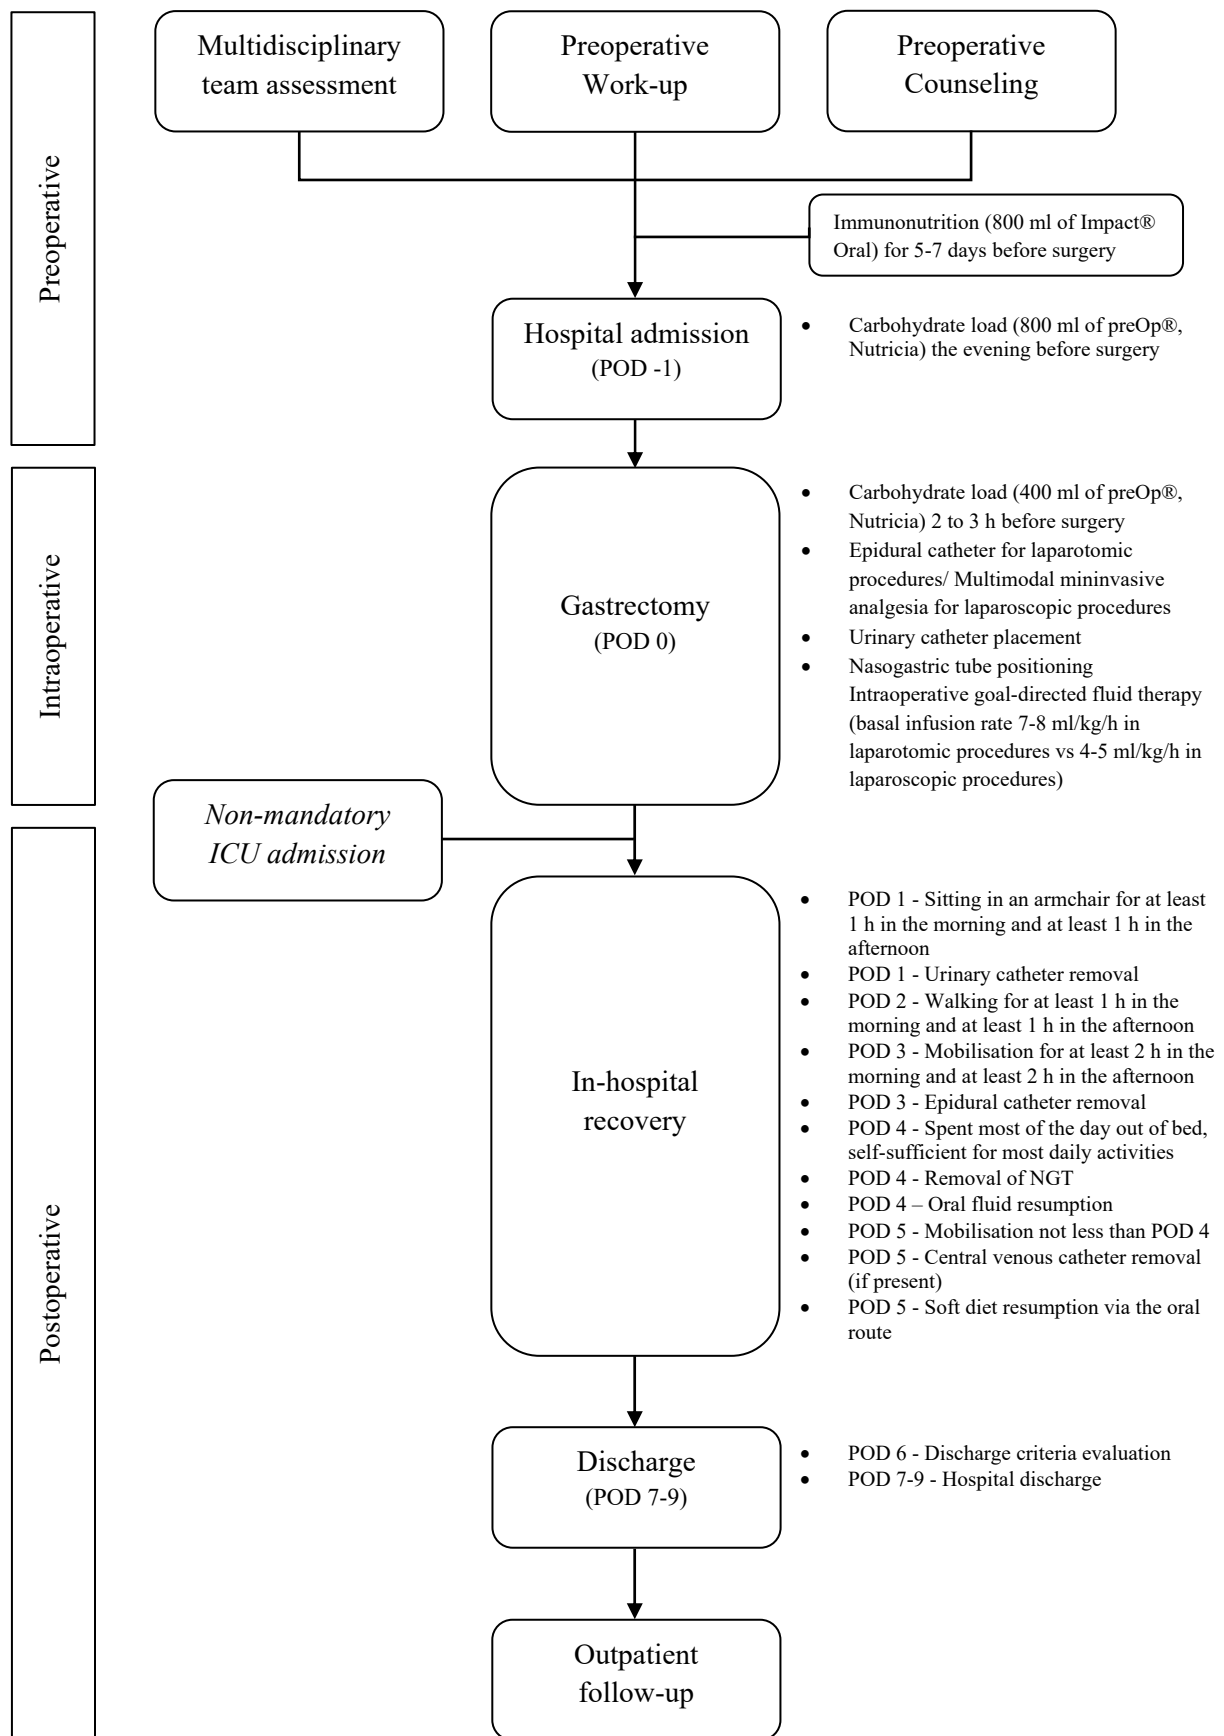 Preoperative
Multidisciplinary
team assessment
Preoperative
Work-up
Preoperative
Counseling
Immunonutrition (800 ml of Impact®
Oral) for 5-7 days before surgery
Hospital admission
(POD -1)
• Carbohydrate load (800 ml of preOp®,
Nutricia) the evening before surgery
Intraoperative
Gastrectomy
(POD 0)
• Carbohydrate load (400 ml of preOp®,
Nutricia) 2 to 3 h before surgery
• Epidural catheter for laparotomic
procedures/ Multimodal mininvasive
analgesia for laparoscopic procedures
• Urinary catheter placement
• Nasogastric tube positioning
Intraoperative goal-directed fluid therapy
(basal infusion rate 7-8 ml/kg/h in
laparotomic procedures vs 4-5 ml/kg/h in
laparoscopic procedures)
Non-mandatory
ICU admission
Postoperative
In-hospital
recovery
• POD 1 - Sitting in an armchair for at least
1 h in the morning and at least 1 h in the
afternoon
• POD 1 - Urinary catheter removal
• POD 2 - Walking for at least 1 h in the
morning and at least 1 h in the afternoon
• POD 3 - Mobilisation for at least 2 h in the
morning and at least 2 h in the afternoon
• POD 3 - Epidural catheter removal
• POD 4 - Spent most of the day out of bed,
self-sufficient for most daily activities
• POD 4 - Removal of NGT
• POD 4 – Oral fluid resumption
• POD 5 - Mobilisation not less than POD 4
• POD 5 - Central venous catheter removal
(if present)
• POD 5 - Soft diet resumption via the oral
route
Discharge
(POD 7-9)
• POD 6 - Discharge criteria evaluation
• POD 7-9 - Hospital discharge
Outpatient
follow-up